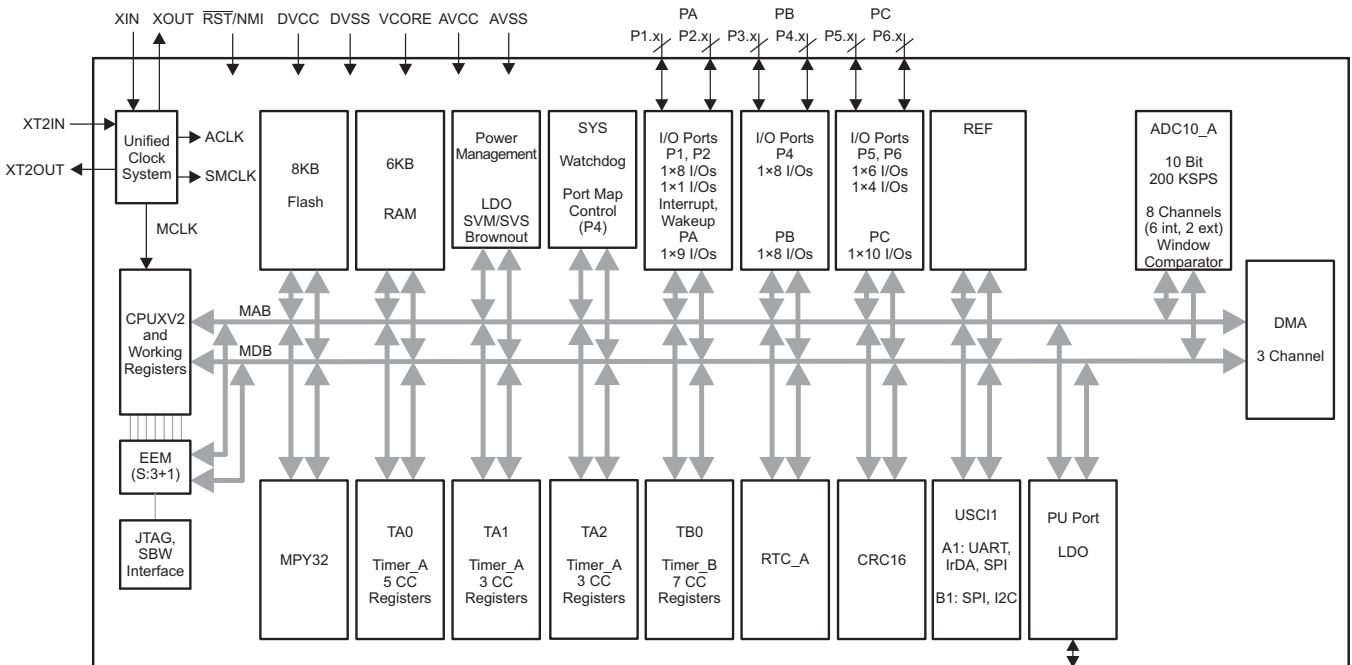 XIN XOUT RST/NMI DVCC DVSS VCORE AVCC AVSS
PA PB PC
P1.x P2.x P3.x P4.x P5.x P6.x
XT2IN
XT2OUT
Unified
Clock
System
ACLK
SMCLK
MCLK
8KB
Flash
6KB
RAM
Power
Management
LDO
SVM/SVS
Brownout
SYS
Watchdog
Port Map
Control
(P4)
I/O Ports
P1, P2
1×8 I/Os
1×1 I/Os
Interrupt,
Wakeup
PA
1×9 I/Os
I/O Ports
P4
1×8 I/Os
PB
1×8 I/Os
I/O Ports
P5, P6
1×6 I/Os
1×4 I/Os
PC
1×10 I/Os
REF
ADC10_A
10 Bit
200 KSPS
8 Channels
(6 int, 2 ext)
Window
Comparator
CPUXV2
and
Working
Registers
MAB
MDB
DMA
3 Channel
EEM
(S:3+1)
JTAG,
SBW
Interface
MPY32
TA0
Timer_A
5 CC
Registers
TA1
Timer_A
3 CC
Registers
TA2
Timer_A
3 CC
Registers
TB0
Timer_B
7 CC
Registers
RTC_A
CRC16
USCI1
A1: UART,
IrDA, SPI
B1: SPI, I2C
PU Port
LDO